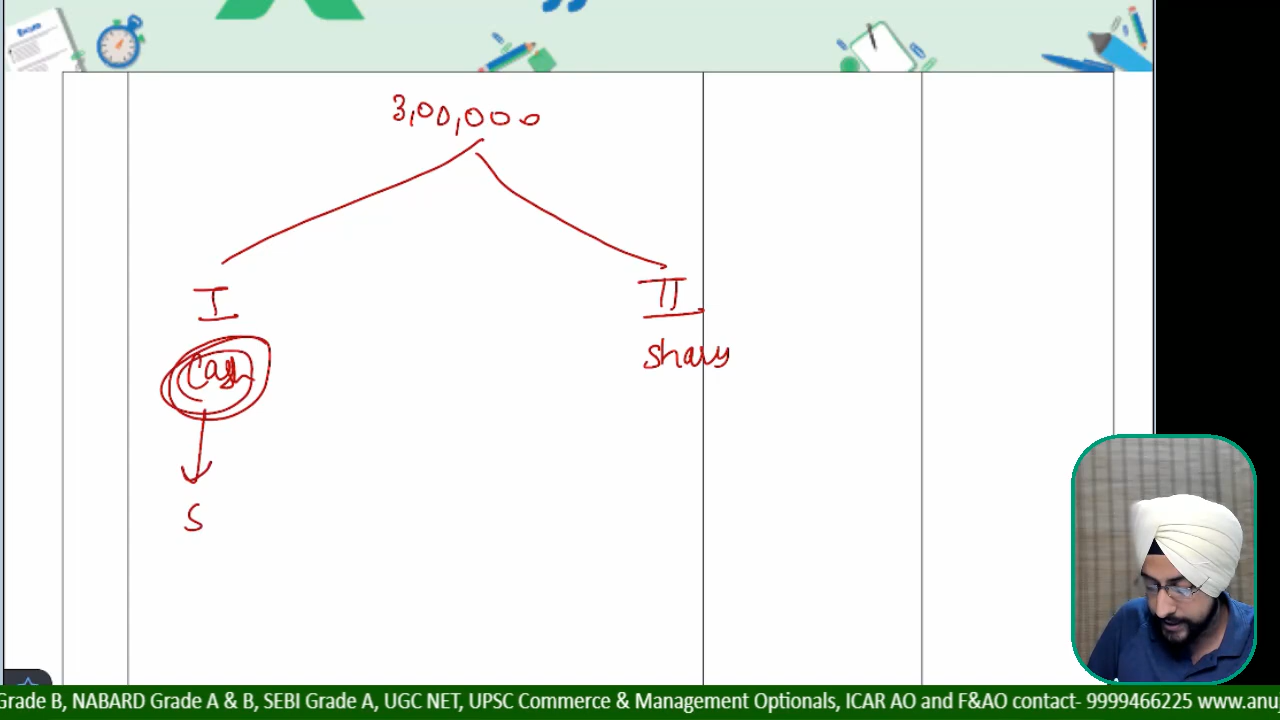 3,00,000
I
II
Cash
shares
S
Grade B, NABARD Grade A & B, SEBI Grade A, UGC NET, UPSC Commerce & Management Optionals, ICAR AO and F&AO contact- 9999466225 www.anu